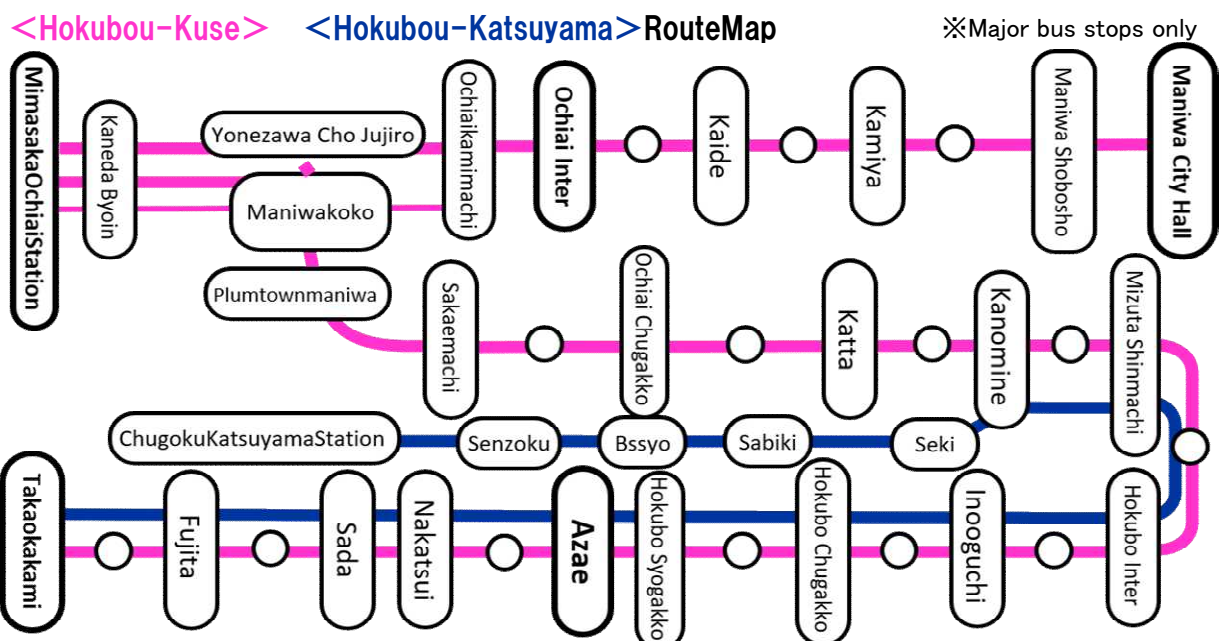 <Hokubou-Kuse> <Hokubou-Katsuyama>RouteMap ※Major bus stops only
MimasakaOchiaiStation
Kaneda Byoin
Yonezawa Cho Jujiro
Maniwakoko
Plumtownmaniwa
Ochiaikamimachi
Ochiai Inter
Kaide
Kamiya
Maniwa Shobosho
Maniwa City Hall
Sakaemachi
Ochiai Chugakko
Katta
Kanomine
Mizuta Shinmachi
ChugokuKatsuyamaStation
Senzoku
Bssyo
Sabiki
Seki
Takaokakami
Fujita
Sada
Nakatsui
Azae
Hokubo Syogakko
Hokubo Chugakko
Inooguchi
Hokubo Inter